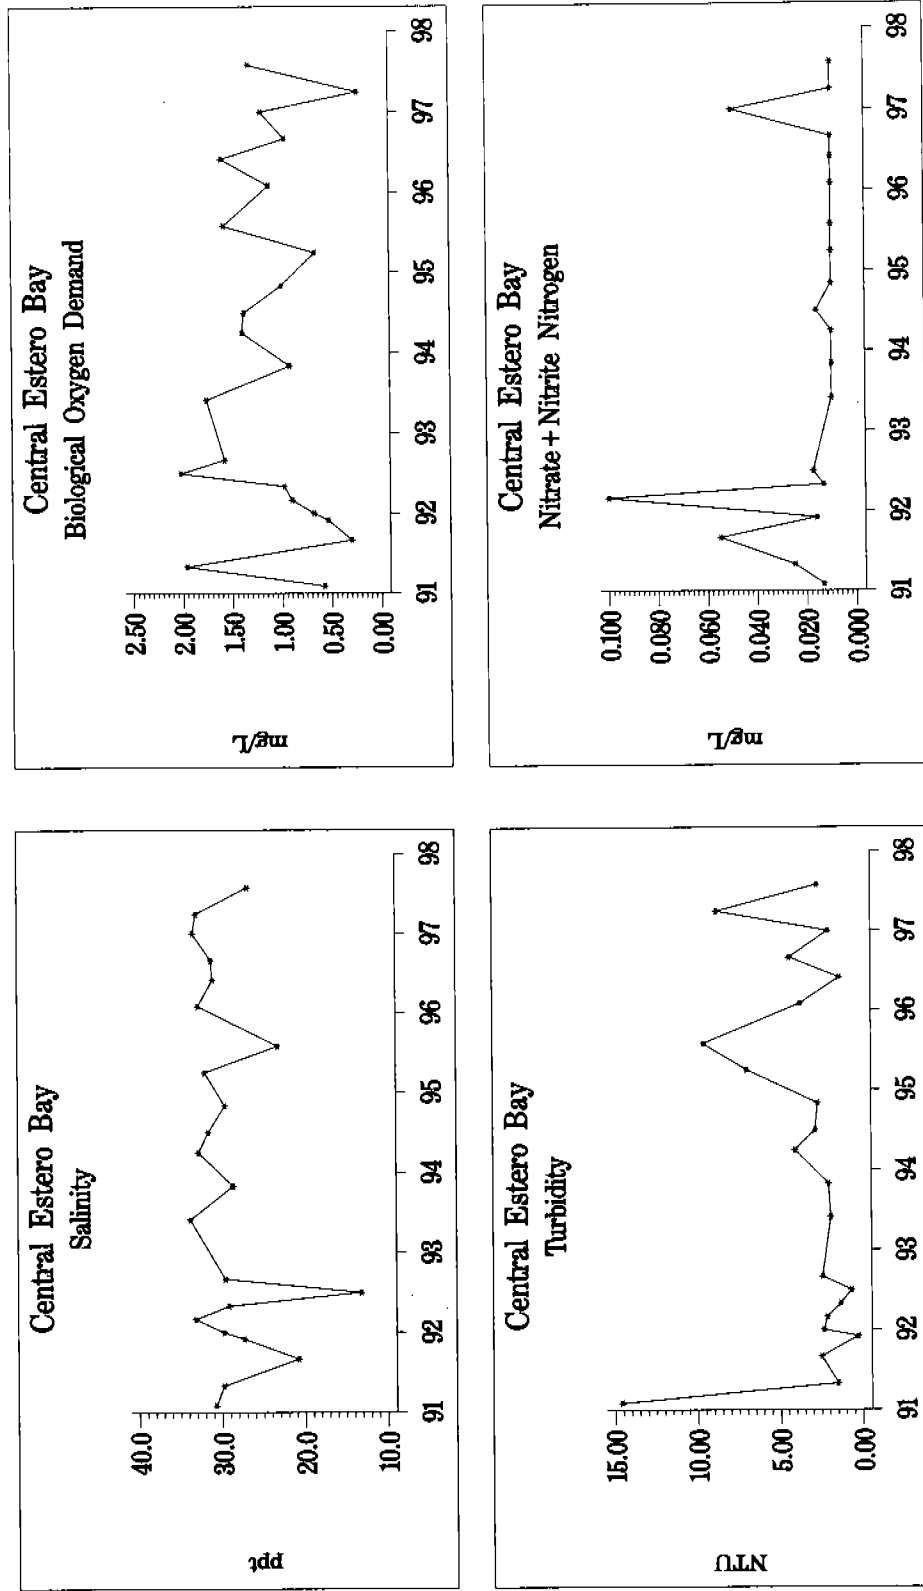 Central Estero Bay
Salinity
ppt
40.0
30.0
20.0
10.0
91 92 93 94 95 96 97 98
Central Estero Bay
Biological Oxygen Demand
mg/L
2.50
2.00
1.50
1.00
0.50
0.00
91 92 93 94 95 96 97 98
Central Estero Bay
Turbidity
NTU
15.00
10.00
5.00
0.00
91 92 93 94 95 96 97 98
Central Estero Bay
Nitrate+Nitrite Nitrogen
mg/L
0.100
0.080
0.060
0.040
0.020
0.000
91 92 93 94 95 96 97 98